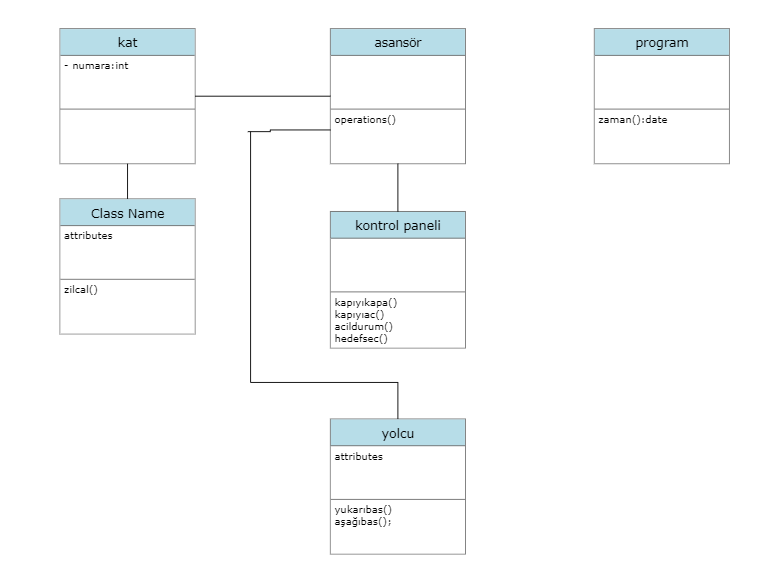 kat
- numara:int
asansör
operations()
program
zaman():date
Class Name
attributes
zilcal()
kontrol paneli
kapıyıkapa()
kapıyıac()
acildurum()
hedefsec()
yolcu
attributes
yukarıbas()
aşağıbas();